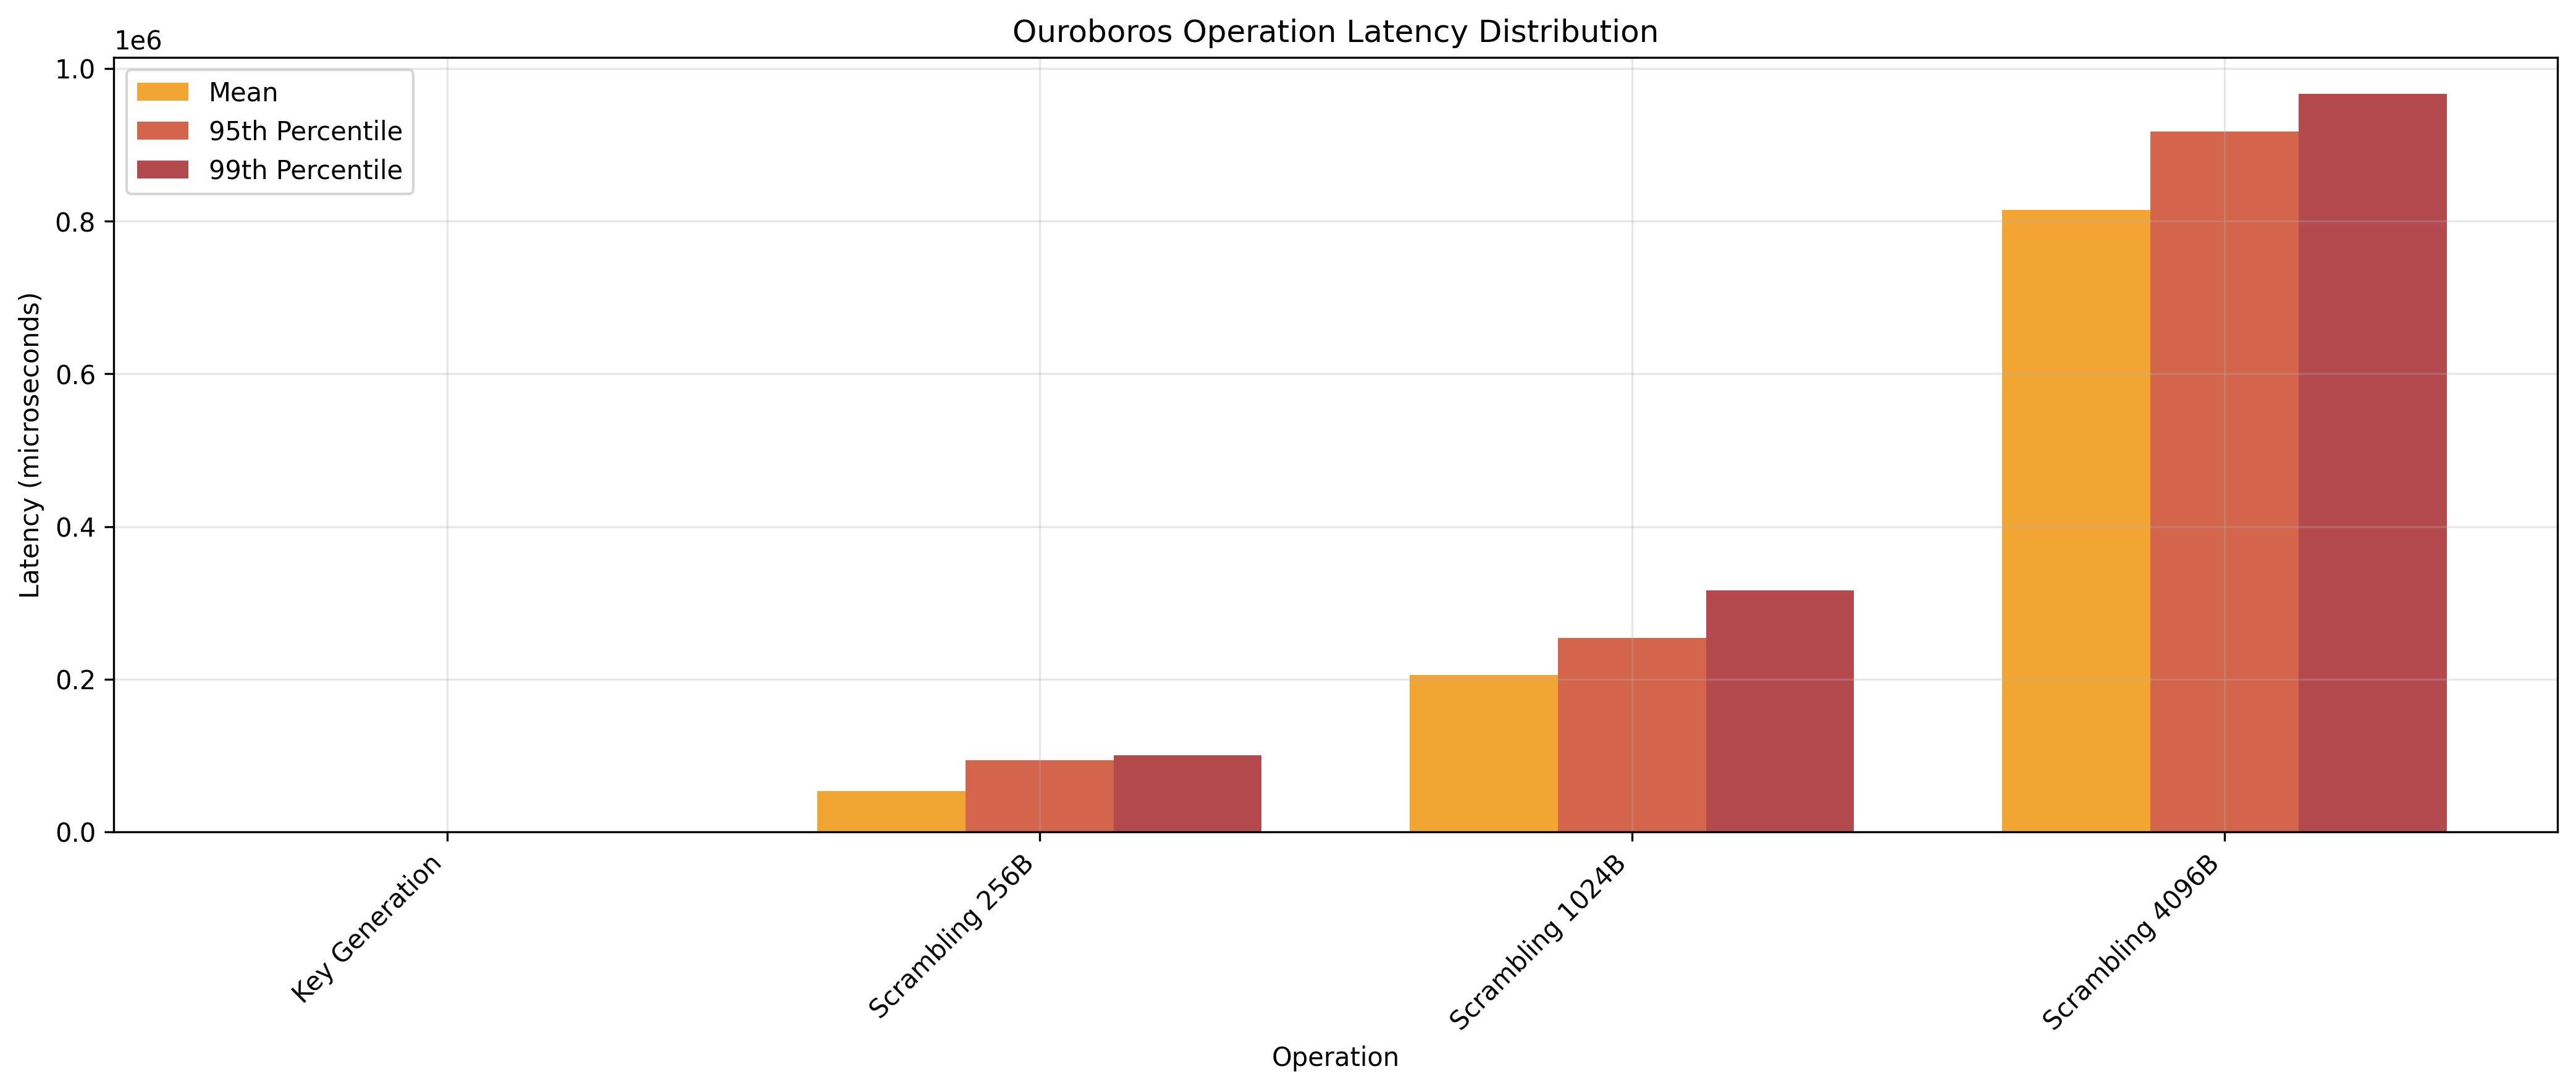 Ouroboros Operation Latency Distribution
1e6
Mean
95th Percentile
99th Percentile
1.0
0.8
0.6
0.4
0.2
0.0
Latency (microseconds)
Key Generation
Scrambling 256B
Scrambling 1024B
Scrambling 4096B
Operation